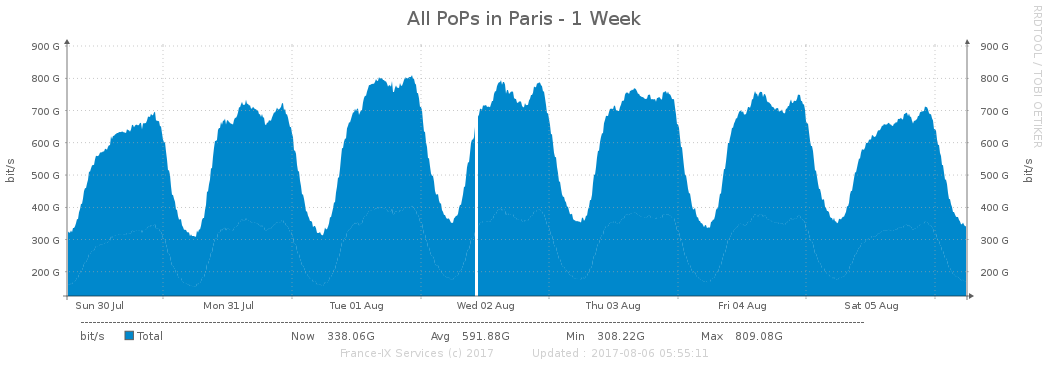 All PoPs in Paris - 1 Week
RRDTOOL / TOBI OETIKER
900 G 900 G
800 G 800 G
700 G 700 G
600 G 600 G
500 G 500 G
400 G 400 G
300 G 300 G
200 G 200 G
bit/s
bit/s
Sun 30 Jul Mon 31 Jul Tue 01 Aug Wed 02 Aug Thu 03 Aug Fri 04 Aug Sat 05 Aug
bit/s Total Now 338.06G Avg 591.88G Min 308.22G Max 809.08G
France-IX Services (c) 2017 Updated : 2017-08-06 05:55:11